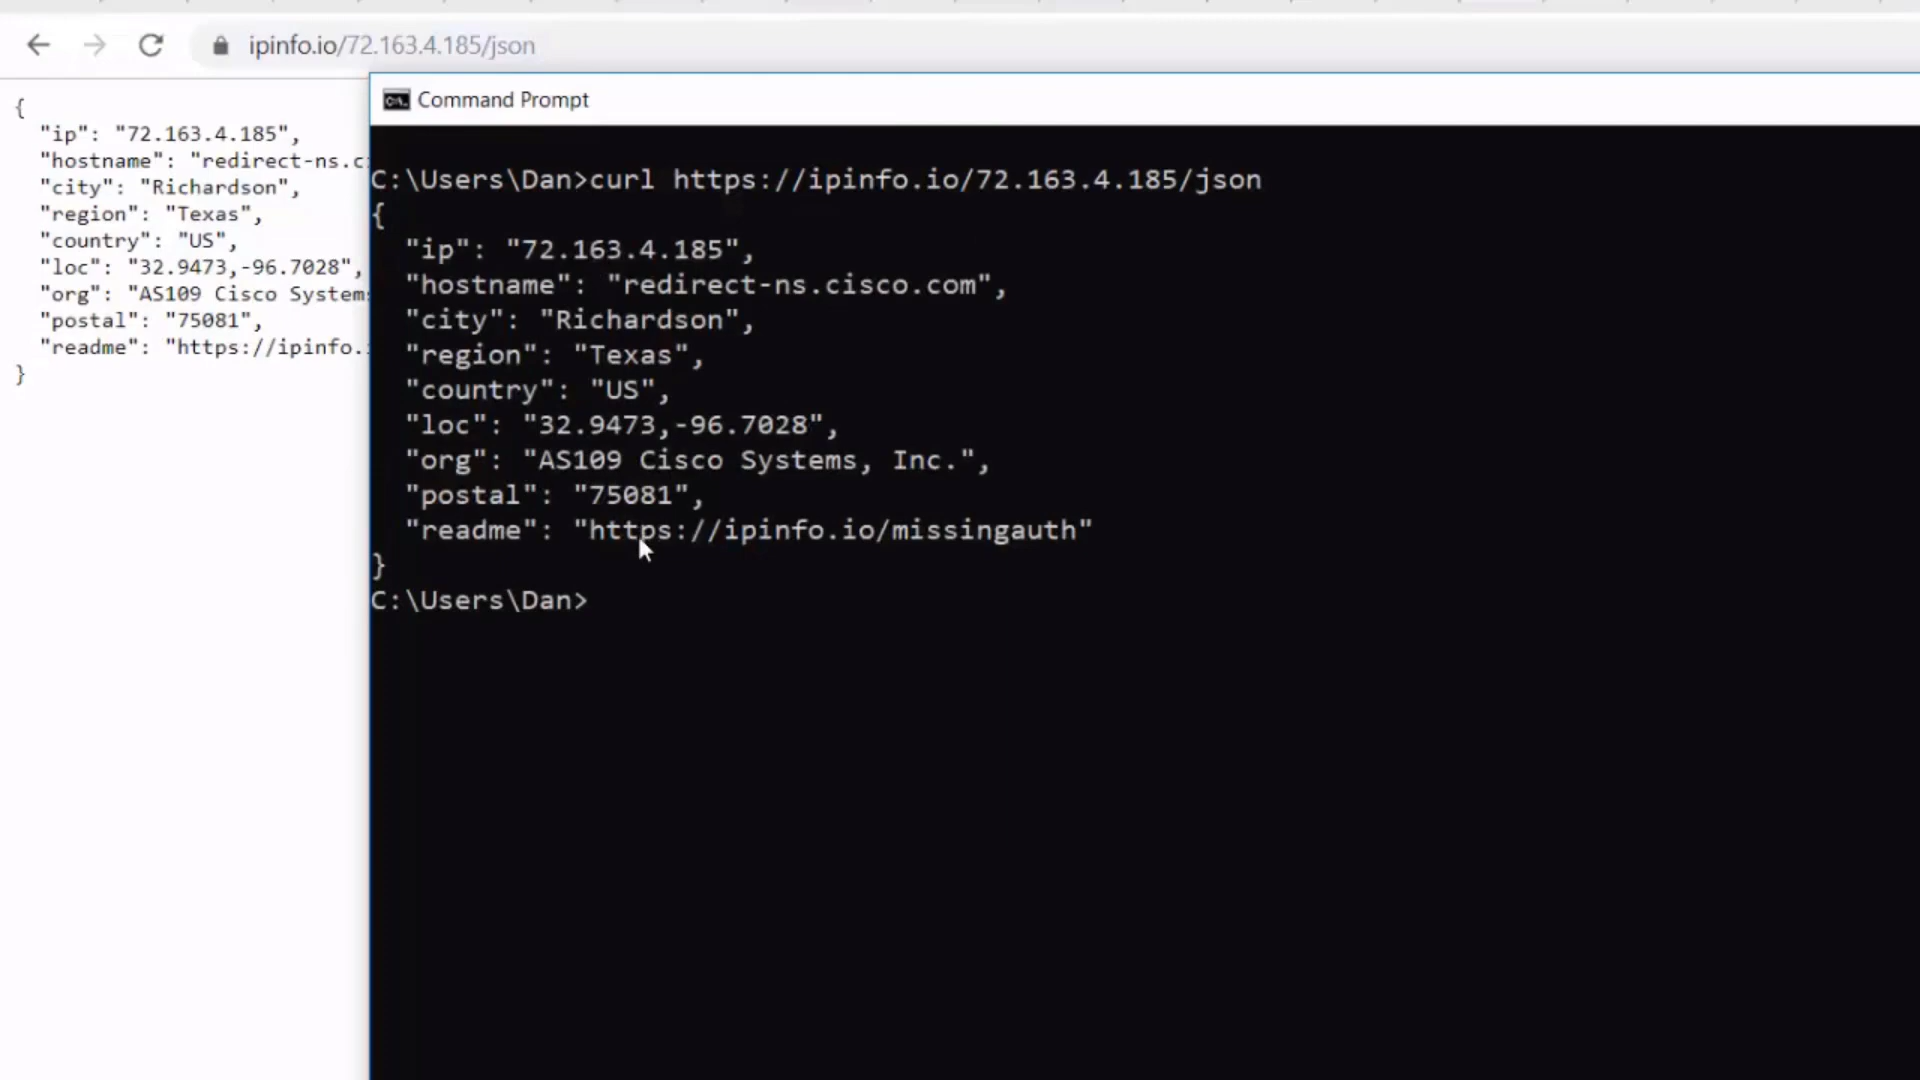 ipinfo.io/72.163.4.185/json
{
"ip": "72.163.4.185",
"hostname": "redirect-ns.c
"city": "Richardson",
"region": "Texas",
"country": "US",
"loc": "32.9473,-96.7028",
"org": "AS109 Cisco System
"postal": "75081",
"readme": "https://ipinfo.
}
Command Prompt
C:\Users\Dan>curl https://ipinfo.io/72.163.4.185/json
{
"ip": "72.163.4.185",
"hostname": "redirect-ns.cisco.com",
"city": "Richardson",
"region": "Texas",
"country": "US",
"loc": "32.9473,-96.7028",
"org": "AS109 Cisco Systems, Inc.",
"postal": "75081",
"readme": "https://ipinfo.io/missingauth"
}
C:\Users\Dan>